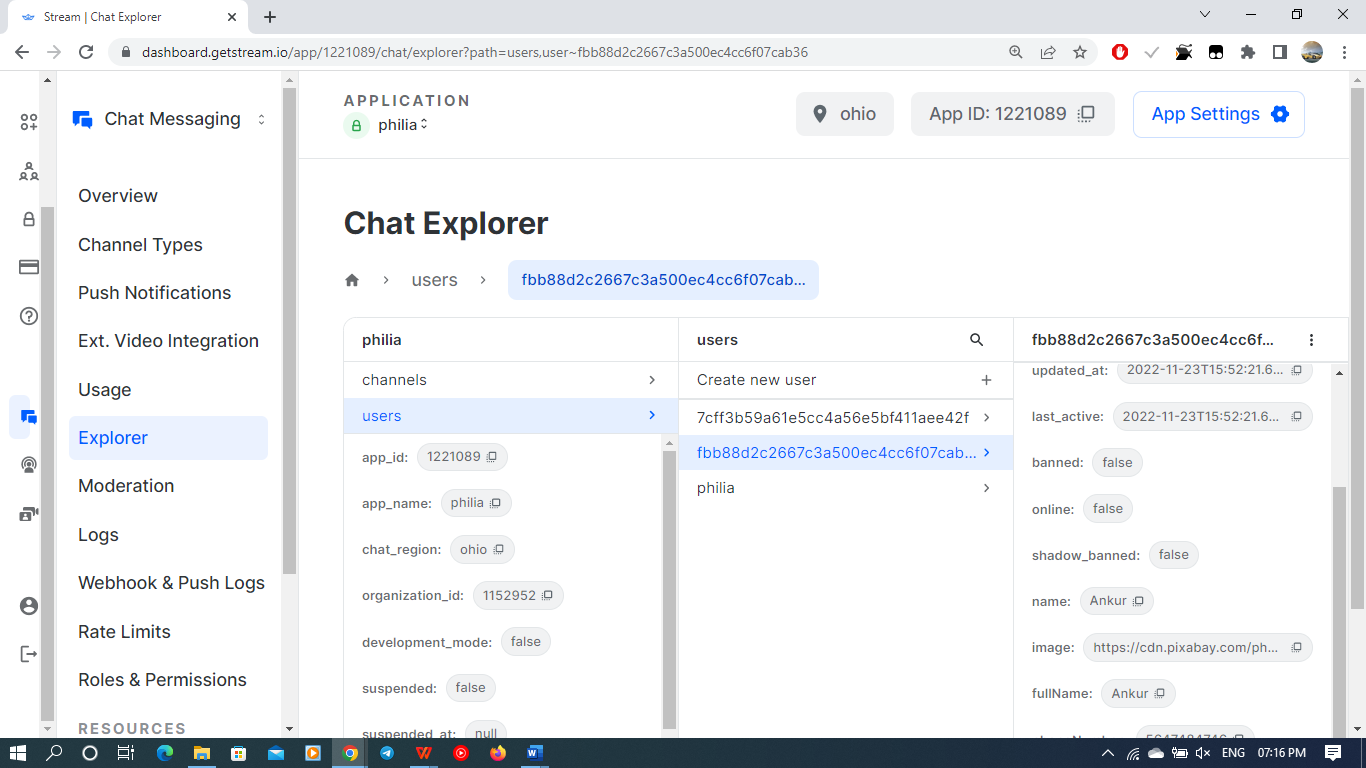 Stream | Chat Explorer
dashboard.getstream.io/app/1221089/chat/explorer?path=users,user~fbb88d2c2667c3a500ec4cc6f07cab36
Chat Messaging
Overview
Channel Types
Push Notifications
Ext. Video Integration
Usage
Explorer
Moderation
Logs
Webhook & Push Logs
Rate Limits
Roles & Permissions
RESOURCES
APPLICATION
philia
ohio
App ID: 1221089
App Settings
Chat Explorer
users
fbb88d2c2667c3a500ec4cc6f07cab...
philia
channels
users
app_id: 1221089
app_name: philia
chat_region: ohio
organization_id: 1152952
development_mode: false
suspended: false
suspended_at: null
users
Create new user
7cff3b59a61e5cc4a56e5bf411aee42f
fbb88d2c2667c3a500ec4cc6f07cab...
philia
fbb88d2c2667c3a500ec4cc6f...
updated_at: 2022-11-23T15:52:21.6...
last_active: 2022-11-23T15:52:21.6...
banned: false
online: false
shadow_banned: false
name: Ankur
image: https://cdn.pixabay.com/ph...
fullName: Ankur
ENG
07:16 PM